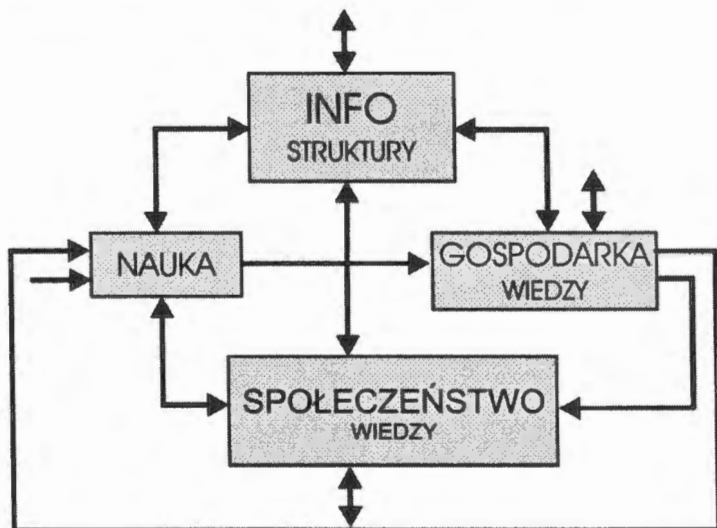 INFO
STRUKTURY
NAUKA
GOSPODARKA
WIEDZY
SPOŁECZEŃSTWO
WIEDZY